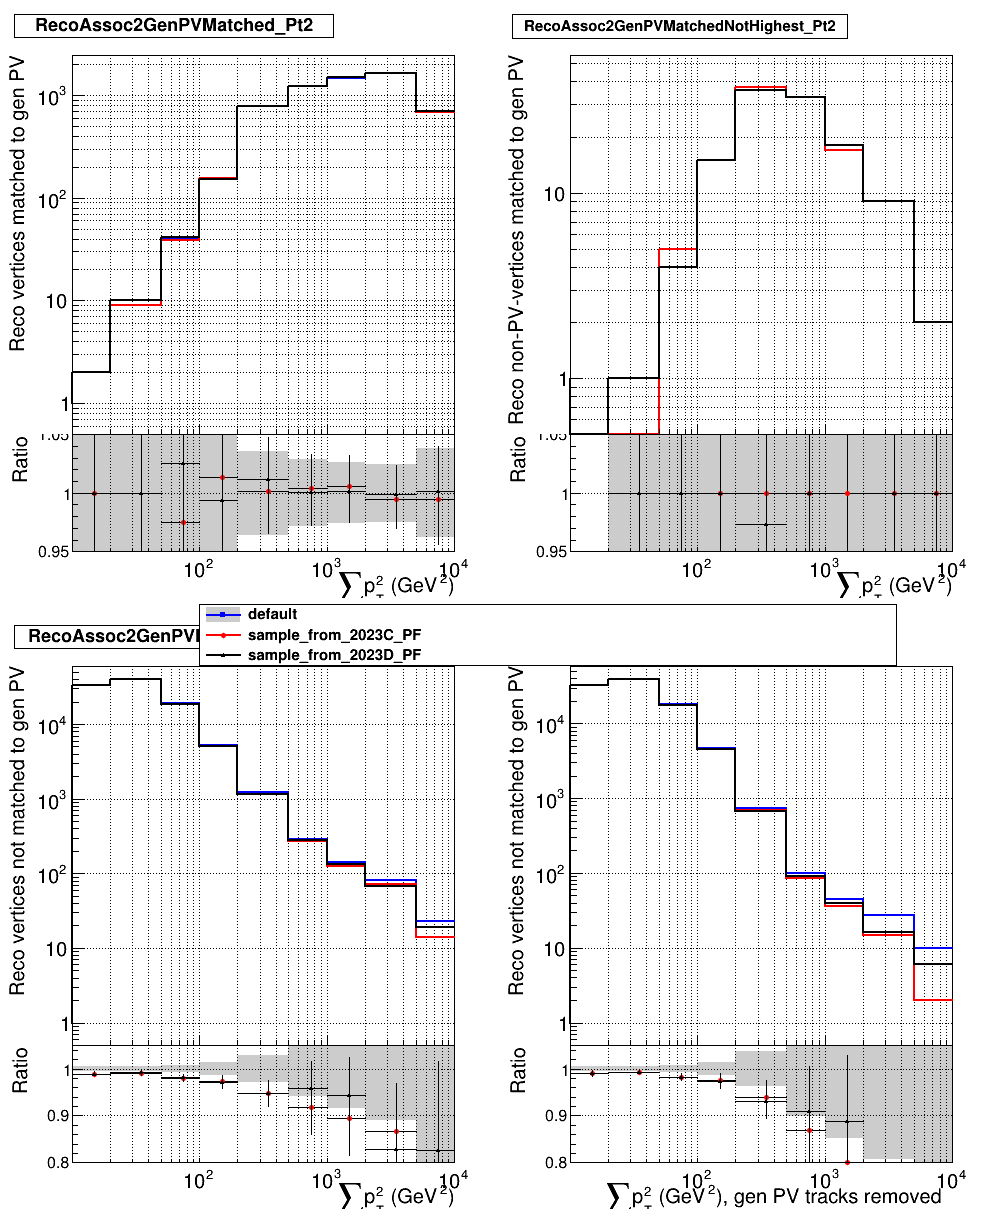 RecoAssoc2GenPVMatched_Pt2
RecoAssoc2GenPVMatchedNotHighest_Pt2
Reco vertices matched to gen PV
10³
10²
10
1
Ratio
1.05
1
0.95
10²
10³
10⁴
∑p²_T (GeV²)
Reco non-PV-vertices matched to gen PV
10
1
Ratio
1.05
1
0.95
10²
10³
10⁴
∑p²_T (GeV²)
default
sample_from_2023C_PF
sample_from_2023D_PF
RecoAssoc2GenPV
Reco vertices not matched to gen PV
10⁴
10³
10²
10
1
Ratio
1
0.9
0.8
10²
10³
10⁴
∑p²_T (GeV²)
Reco vertices not matched to gen PV
10⁴
10³
10²
10
1
Ratio
1
0.9
0.8
10²
10³
10⁴
∑p²_T (GeV²), gen PV tracks removed